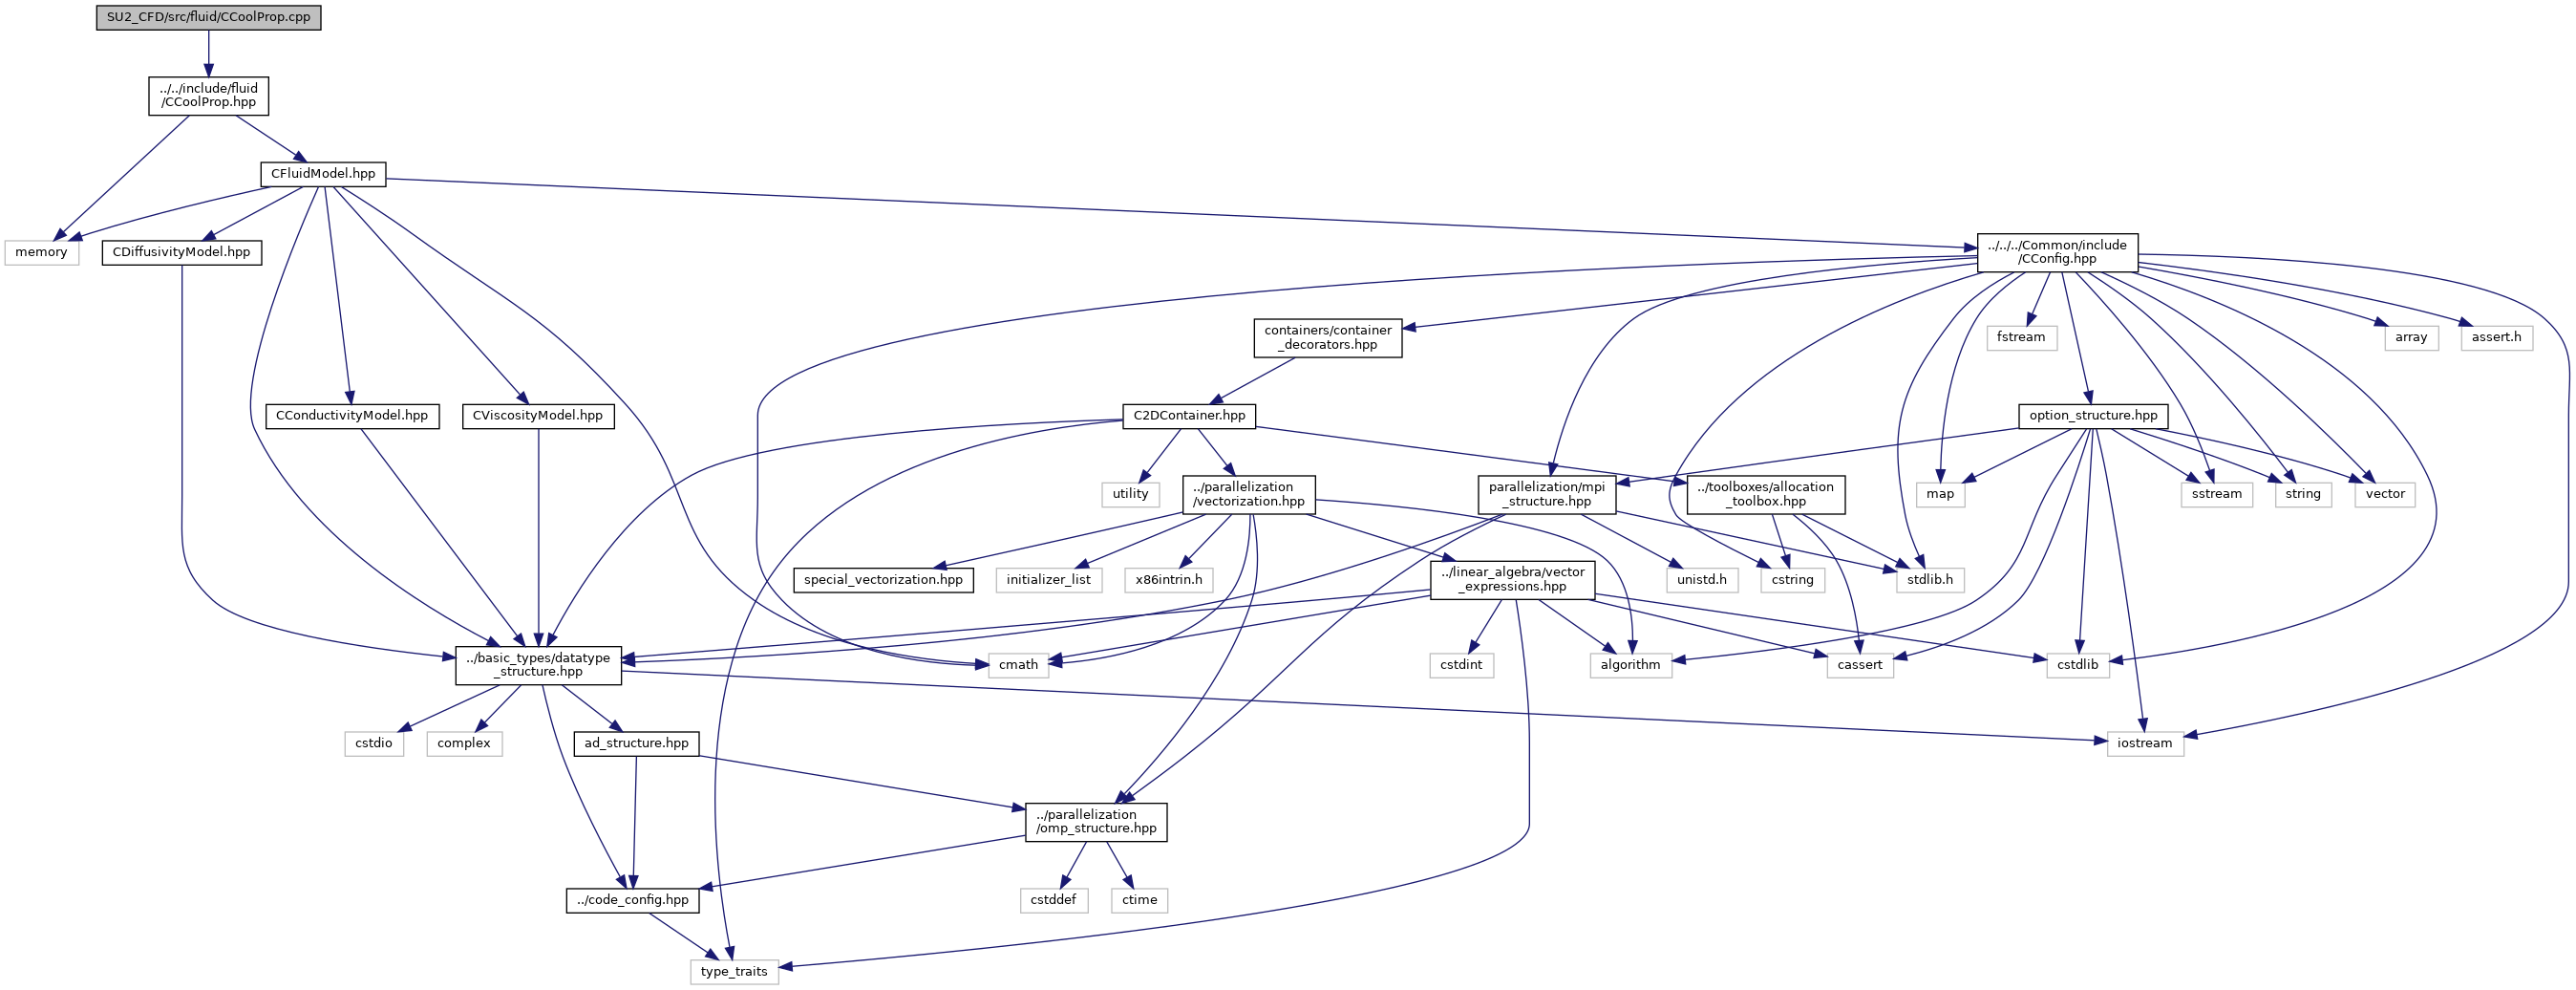 SU2_CFD/src/fluid/CCoolProp.cpp
../../include/fluid
/CCoolProp.hpp
CFluidModel.hpp
memory
CDiffusivityModel.hpp
../../../Common/include
/CConfig.hpp
containers/container
_decorators.hpp
fstream
array
assert.h
CConductivityModel.hpp
CViscosityModel.hpp
C2DContainer.hpp
option_structure.hpp
utility
../parallelization
/vectorization.hpp
parallelization/mpi
_structure.hpp
../toolboxes/allocation
_toolbox.hpp
map
sstream
string
vector
special_vectorization.hpp
initializer_list
x86intrin.h
../linear_algebra/vector
_expressions.hpp
unistd.h
cstring
stdlib.h
../basic_types/datatype
_structure.hpp
cmath
cstdint
algorithm
cassert
cstdlib
cstdio
complex
ad_structure.hpp
iostream
../parallelization
/omp_structure.hpp
../code_config.hpp
cstddef
ctime
type_traits